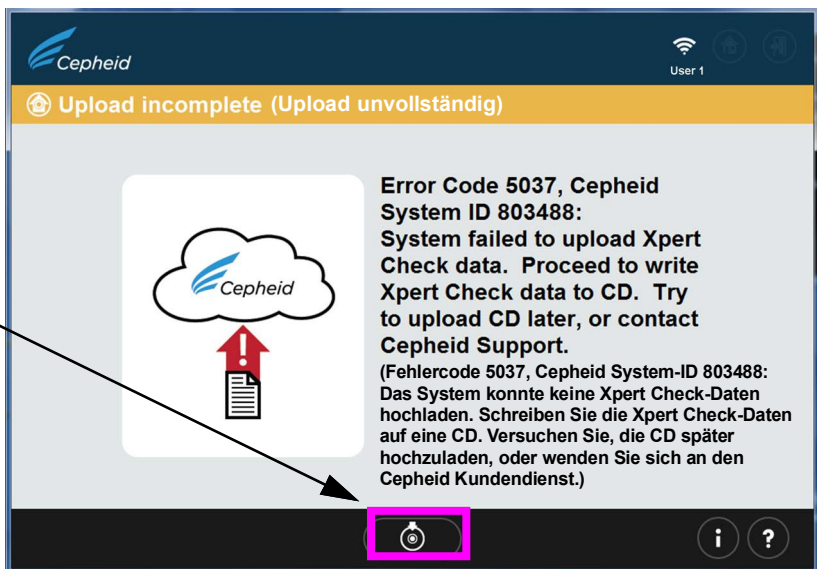 Cepheid
User 1
Upload incomplete (Upload unvollständig)
Cepheid
Error Code 5037, Cepheid
System ID 803488:
System failed to upload Xpert
Check data. Proceed to write
Xpert Check data to CD. Try
to upload CD later, or contact
Cepheid Support.
(Fehlercode 5037, Cepheid System-ID 803488:
Das System konnte keine Xpert Check-Daten
hochladen. Schreiben Sie die Xpert Check-Daten
auf eine CD. Versuchen Sie, die CD später
hochzuladen, oder wenden Sie sich an den
Cepheid Kundendienst.)
i ?